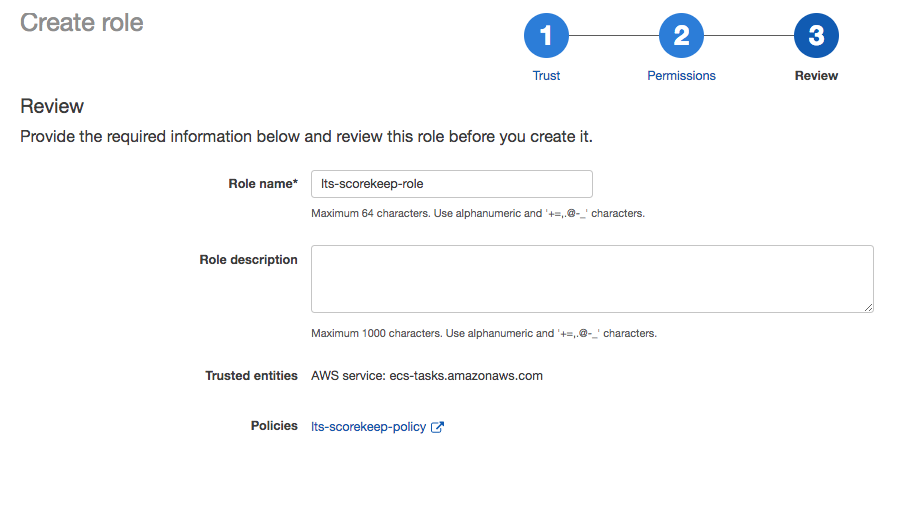 Create role
1
2
3
Trust
Permissions
Review
Review
Provide the required information below and review this role before you create it.
Role name*
lts-scorekeep-role
Maximum 64 characters. Use alphanumeric and '+=,.@-_' characters.
Role description
Maximum 1000 characters. Use alphanumeric and '+=,.@-_' characters.
Trusted entities
AWS service: ecs-tasks.amazonaws.com
Policies
lts-scorekeep-policy